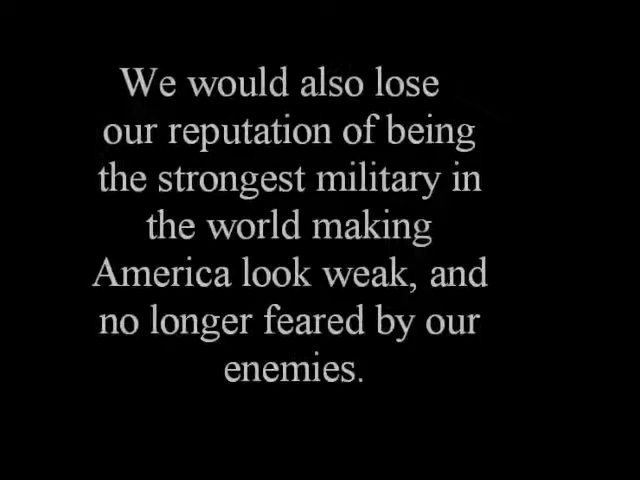 We would also lose
our reputation of being
the strongest military in
the world making
America look weak, and
no longer feared by our
enemies.